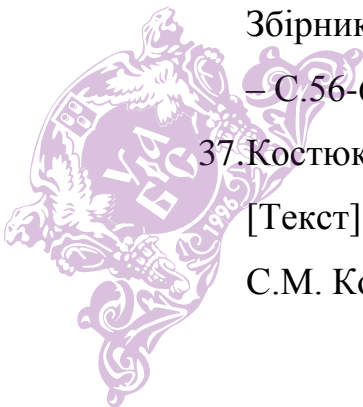 Збірник
– С.56-6
37.Костюк
[Текст]
С.М. Ко
УАБС
1996